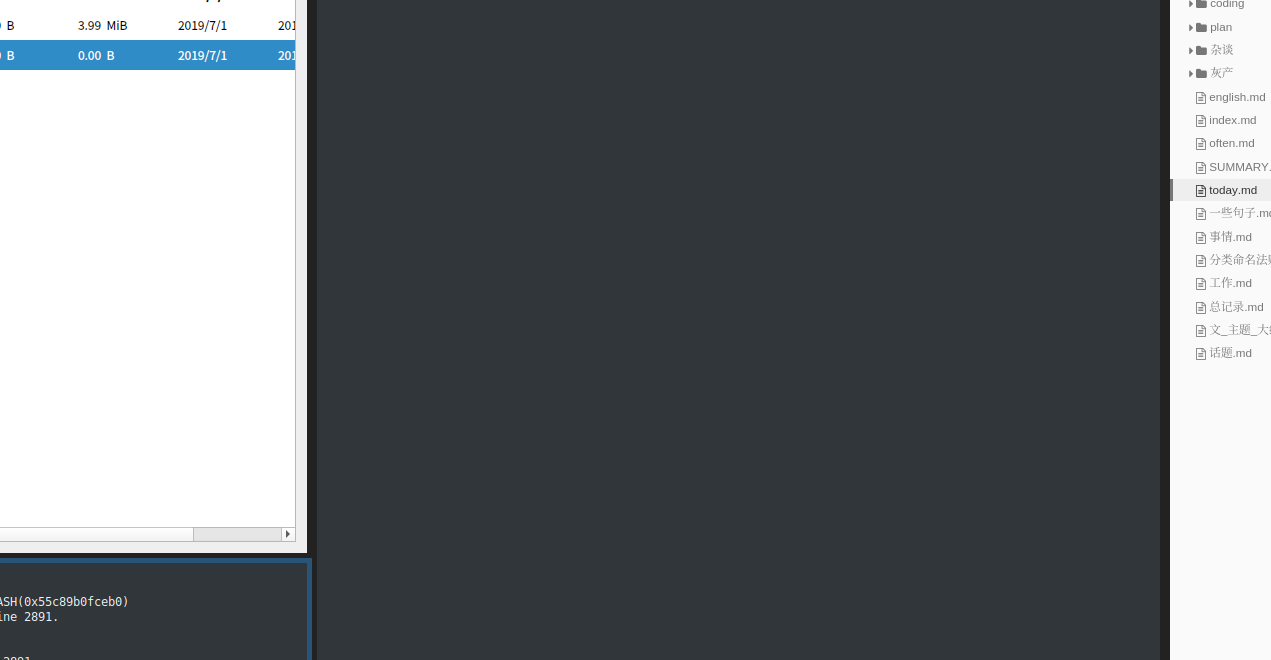 B 3.99 MiB 2019/7/1 201
B 0.00 B 2019/7/1 201
ASH(0x55c89b0fceb0)
ine 2891.
2891
coding
plan
杂谈
灰产
english.md
index.md
often.md
SUMMARY.
today.md
一些句子.md
事情.md
分类命名法则
工作.md
总记录.md
文_主题_大
话题.md